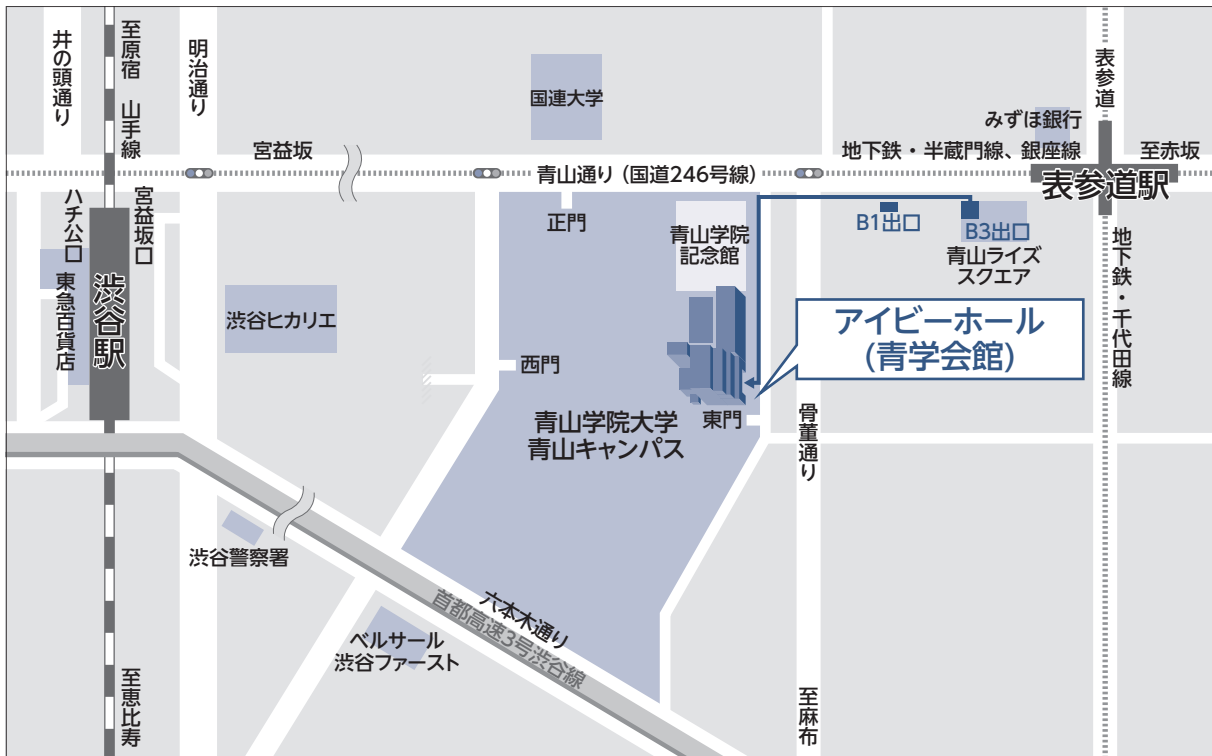 井の頭通り
至原宿 山手線
明治通り
国連大学
表参道
みずほ銀行
宮益坂
地下鉄・半蔵門線、銀座線
至赤坂
青山通り (国道246号線)
表参道駅
ハチ公口
宮益坂口
正門
青山学院
記念館
B1出口
B3出口
青山ライズ
スクエア
地下鉄・千代田線
東急百貨店
渋谷駅
渋谷ヒカリエ
アイビーホール
(青学会館)
西門
青山学院大学
青山キャンパス
東門
骨董通り
渋谷警察署
六本木通り
首都高速3号渋谷線
ベルサール
渋谷ファースト
至恵比寿
至麻布